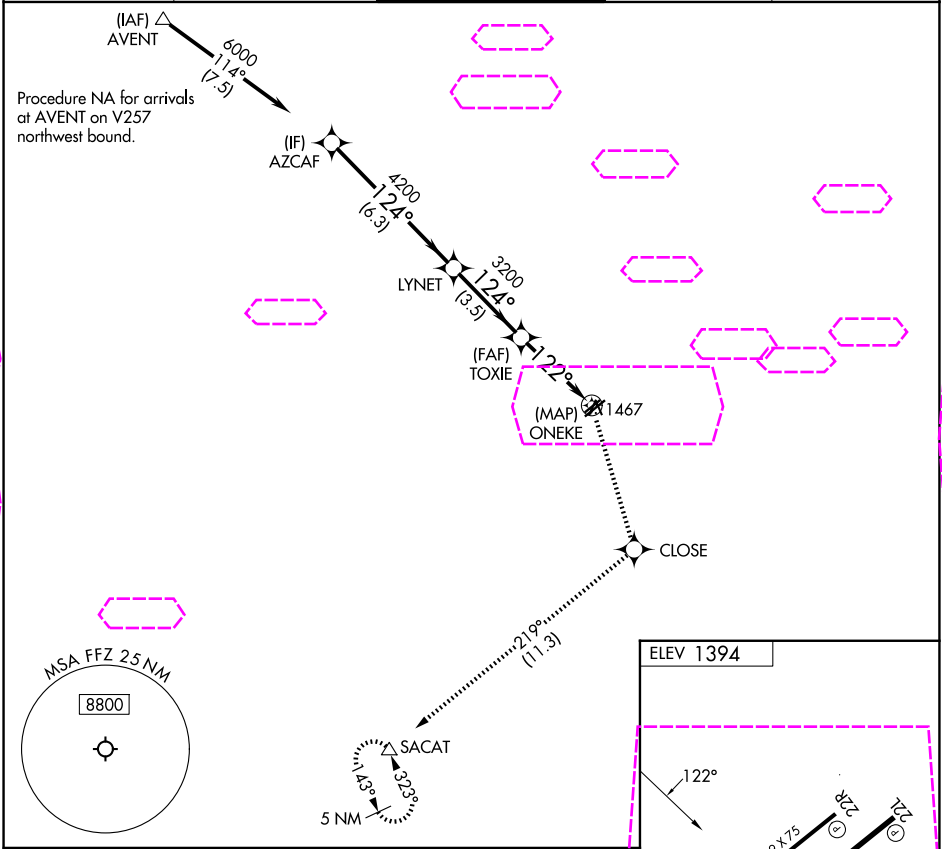 (IAF)
AVENT
6000
114°
(7.5)
Procedure NA for arrivals
at AVENT on V257
northwest bound.
(IF)
AZCAF
4200
124°
(6.3)
LYNET
3200
124°
(3.5)
(FAF)
TOXIE
122°
(MAP)
ONEKE
1467
CLOSE
219°
(11.3)
MSA FFZ 25 NM
8800
SACAT
143°
323°
5 NM
ELEV 1394
122°
X 75
22R
22L
P
P